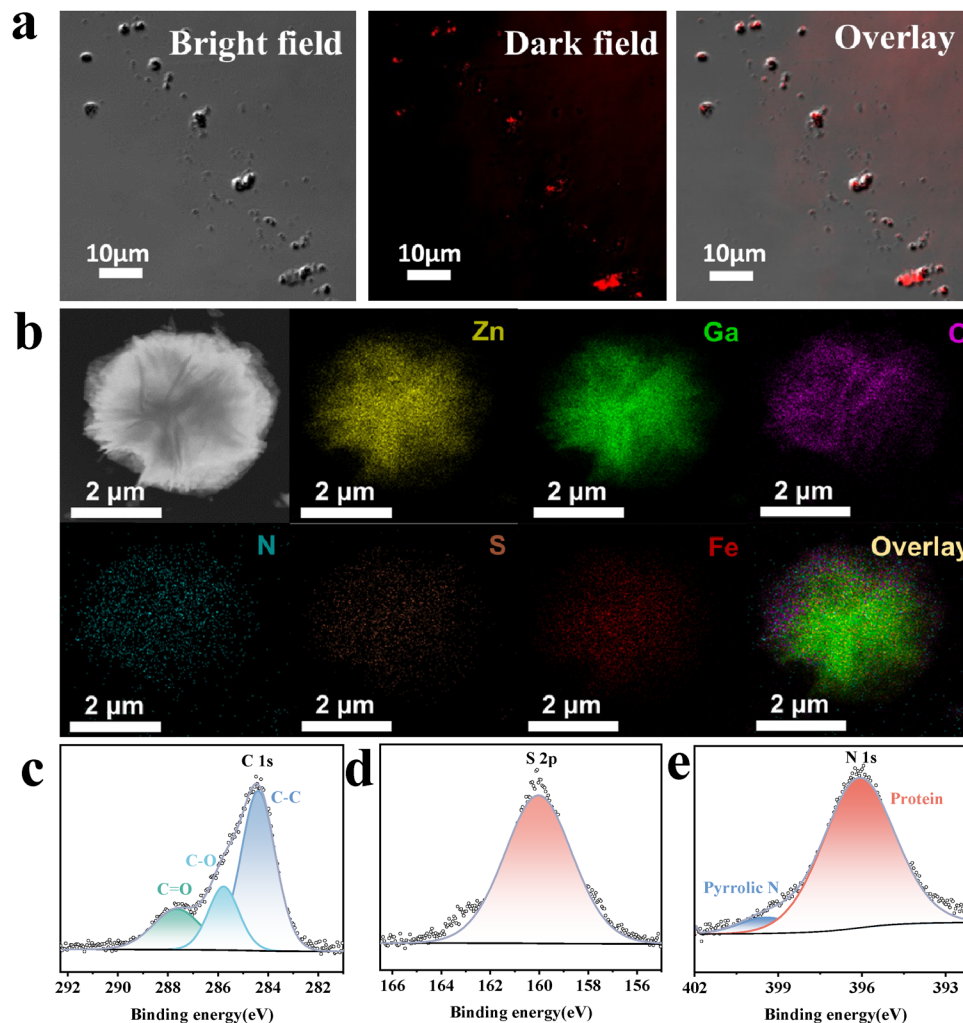 a
Bright field
Dark field
Overlay
10μm
10μm
10μm
b
Zn
Ga
2 μm
2 μm
2 μm
2 μm
N
S
Fe
Overlay
2 μm
2 μm
2 μm
2 μm
c
C 1s
C-C
C-O
C=O
292 290 288 286 284 282
Binding energy(eV)
d
S 2p
166 164 162 160 158 156
Binding energy(eV)
e
N 1s
Protein
Pyrrolic N
402 399 396 393
Binding energy(eV)